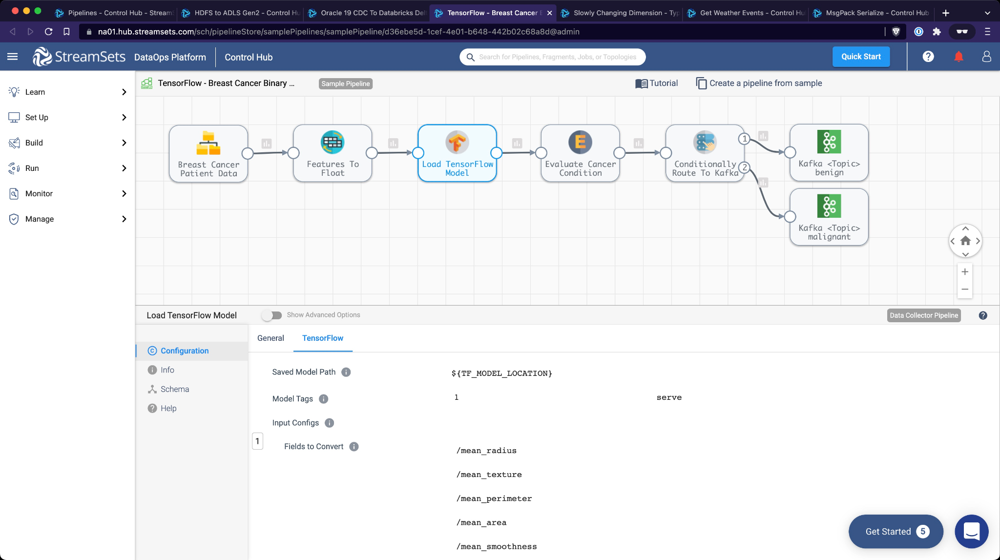 Pipelines - Control Hub - StreamS
HDFS to ADLS Gen2 - Control Hu
Oracle 19 CDC To Databricks Del
TensorFlow - Breast Cancer B
Slowly Changing Dimension - Typ
Get Weather Events - Control Hu
MsgPack Serialize - Control Hub
na01.hub.streamsets.com/sch/pipelineStore/samplePipelines/samplePipeline/d36ebe5d-1cef-4e01-b648-442b02c68a8d@admin
StreamSets DataOps Platform Control Hub
Search for Pipelines, Fragments, Jobs, or Topologies
Quick Start
Learn
Set Up
Build
Run
Monitor
Manage
TensorFlow - Breast Cancer Binary ...
Sample Pipeline
Tutorial
Create a pipeline from sample
SAMPLE
Breast Cancer
Patient Data
Features To
Float
Load TensorFlow
Model
E
Evaluate Cancer
Condition
Conditionally
Route To Kafka
1
2
Kafka <Topic>
benign
Kafka <Topic>
malignant
Load TensorFlow Model
Show Advanced Options
Data Collector Pipeline
Configuration
Info
Schema
Help
General
TensorFlow
Saved Model Path
${TF_MODEL_LOCATION}
Model Tags
1
serve
Input Configs
1
Fields to Convert
/mean_radius
/mean_texture
/mean_perimeter
/mean_area
/mean_smoothness
Get Started 5